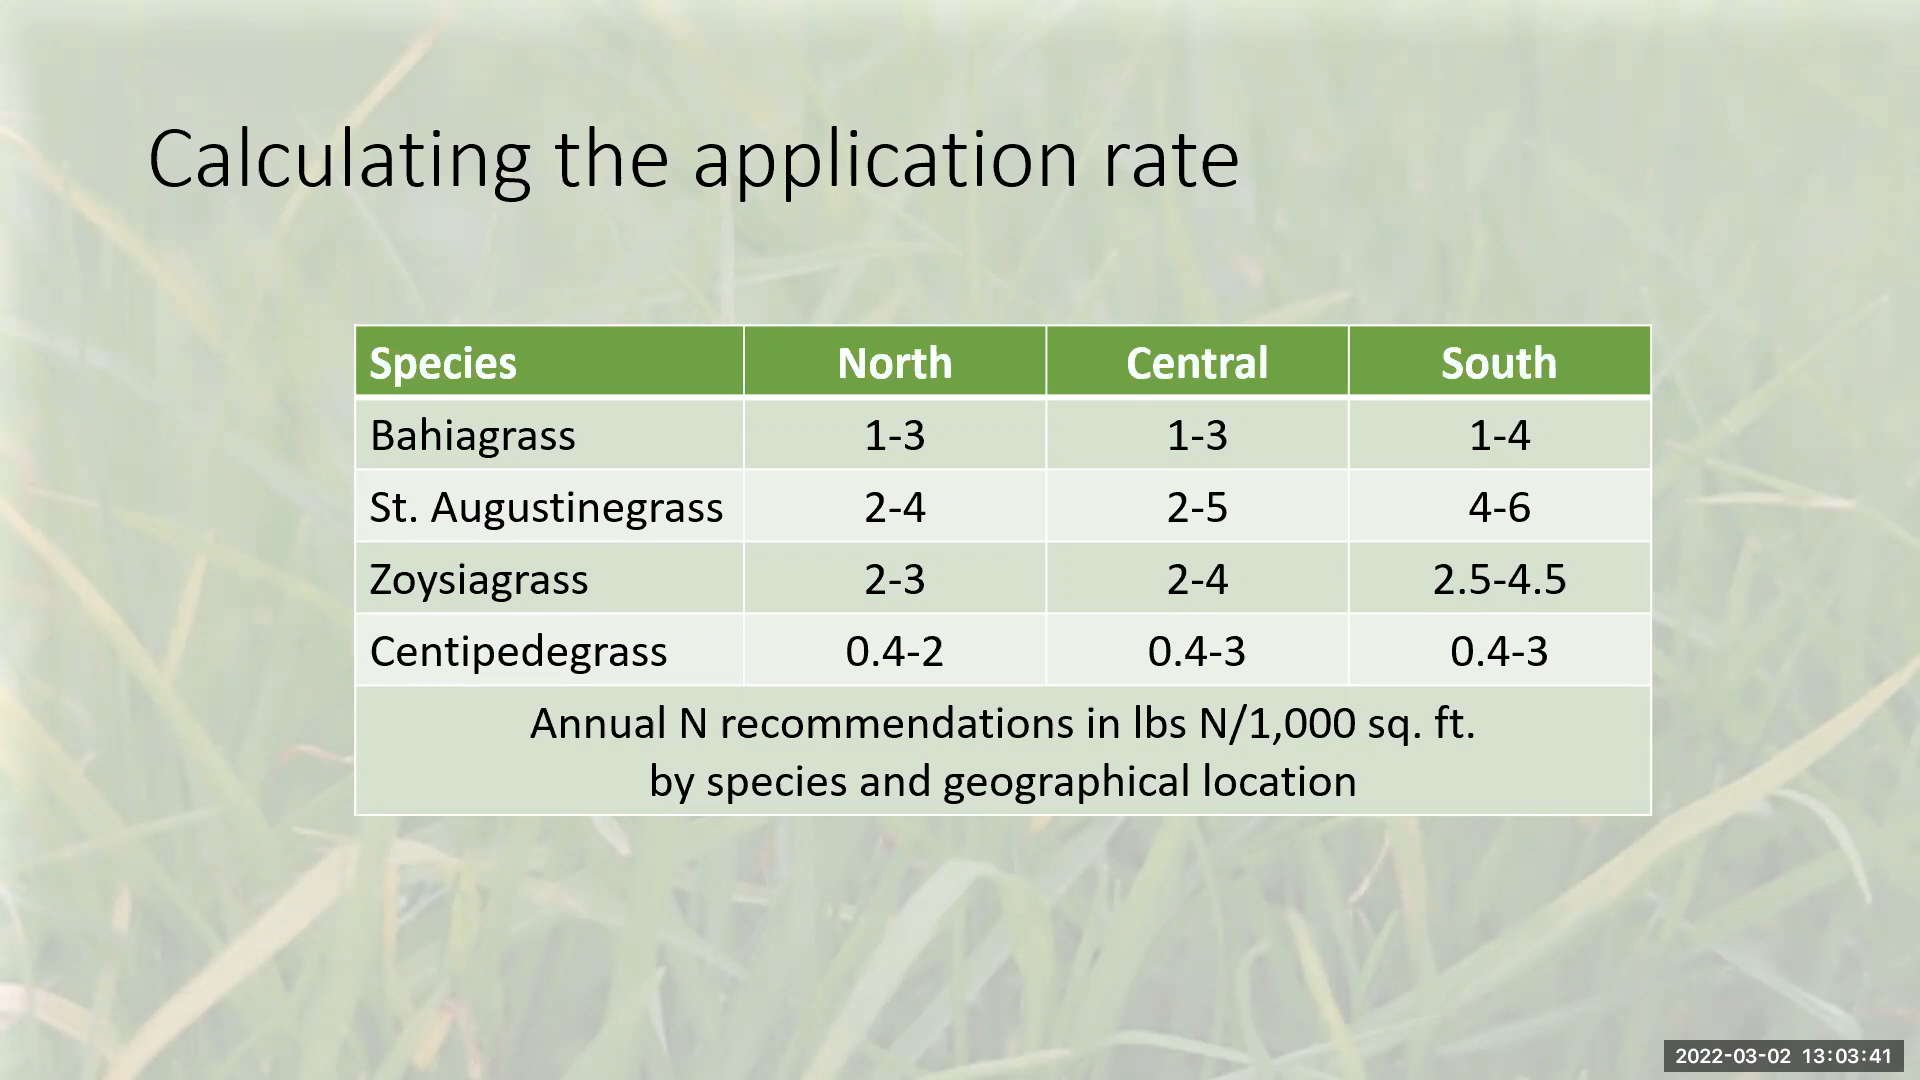 Calculating the application rate
Species North Central South
Bahiagrass 1-3 1-3 1-4
St. Augustinegrass 2-4 2-5 4-6
Zoysiagrass 2-3 2-4 2.5-4.5
Centipedegrass 0.4-2 0.4-3 0.4-3
Annual N recommendations in lbs N/1,000 sq. ft.
by species and geographical location
2022-03-02 13:03:41